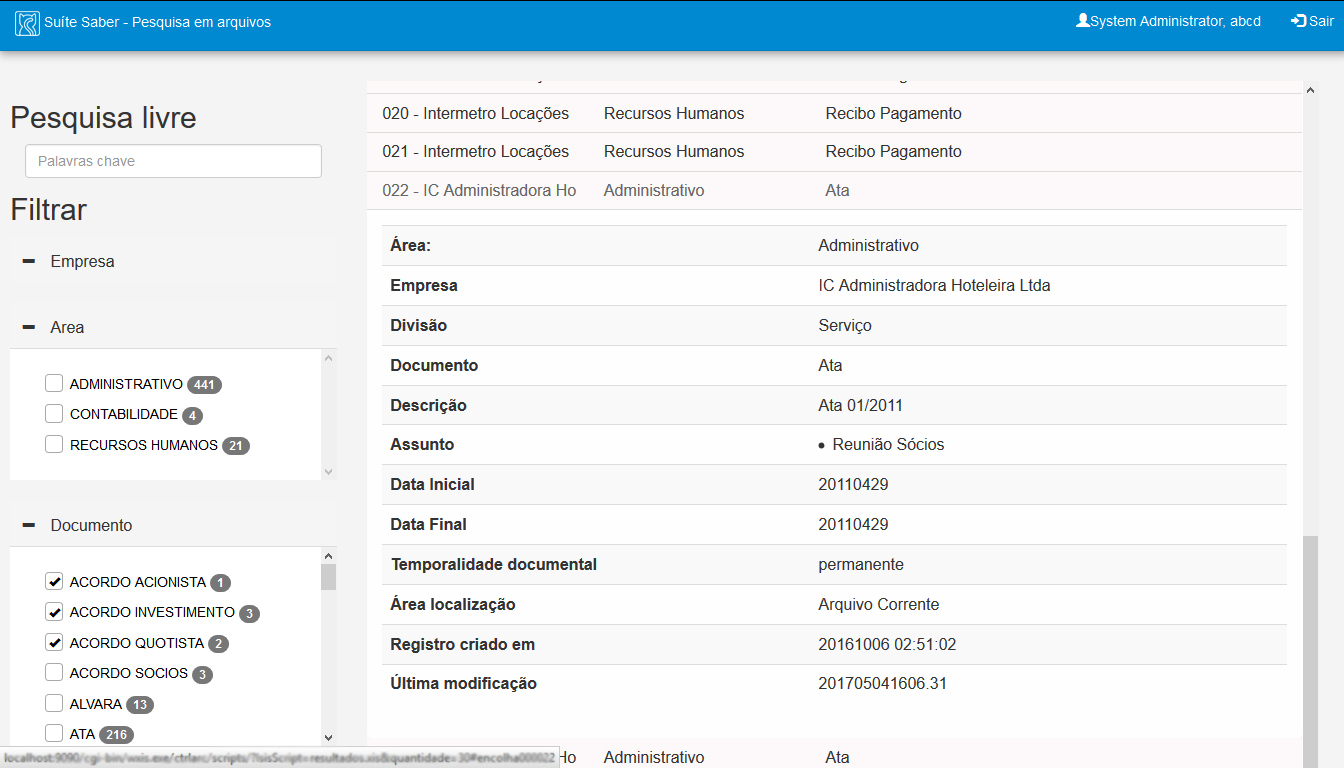 Suíte Saber - Pesquisa em arquivos
System Administrator, abcd
Sair
Pesquisa livre
Palavras chave
Filtrar
Empresa
Area
ADMINISTRATIVO 441
CONTABILIDADE 4
RECURSOS HUMANOS 21
Documento
ACORDO ACIONISTA 1
ACORDO INVESTIMENTO 3
ACORDO QUOTISTA 2
ACORDO SOCIOS 3
ALVARA 13
ATA 216
020 - Intermetro Locações Recursos Humanos Recibo Pagamento
021 - Intermetro Locações Recursos Humanos Recibo Pagamento
022 - IC Administradora Ho Administrativo Ata
Área: Administrativo
Empresa IC Administradora Hoteleira Ltda
Divisão Serviço
Documento Ata
Descrição Ata 01/2011
Assunto • Reunião Sócios
Data Inicial 20110429
Data Final 20110429
Temporalidade documental permanente
Área localização Arquivo Corrente
Registro criado em 20161006 02:51:02
Última modificação 201705041606.31
Ho Administrativo Ata
localhost:9090/cgi-bin/wxis.exe/ctrlarc/scripts/?IsisScript=resultados.xis&quantidade=30#encolha000022